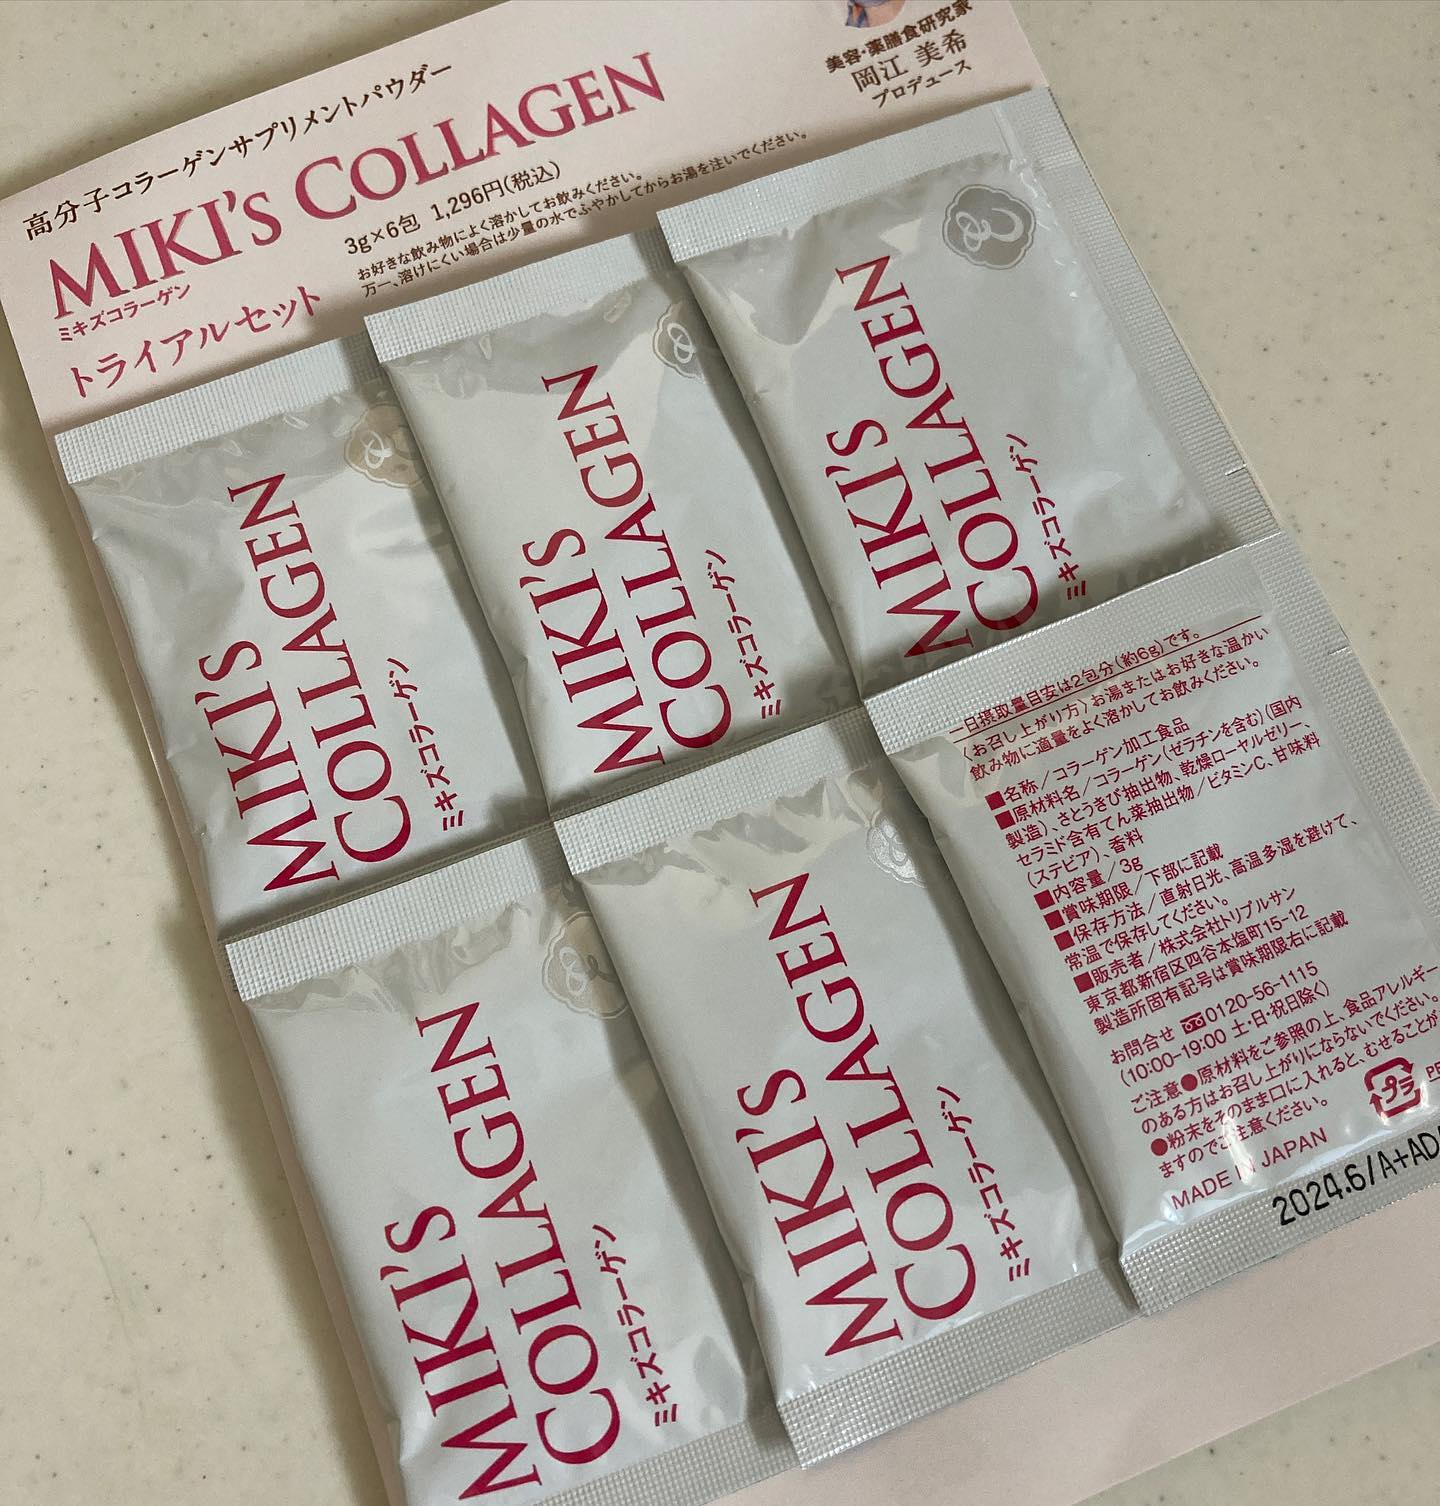 高分子コラーゲンサプリメントパウダー
MIKI's COLLAGEN
ミキズコラーゲン
トライアルセット
3g×6包 1,296円(税込)
お好きな飲み物によく溶かしてお飲みください。
万一、溶けにくい場合は少量の水でふやかしてからお湯を注いでください。
美容・薬膳食研究家
岡江 美希
プロデュース
MIKI's
COLLAGEN
ミキズコラーゲン
MIKI's
COLLAGEN
ミキズコラーゲン
MIKI's
COLLAGEN
ミキズコラーゲン
MIKI's
COLLAGEN
ミキズコラーゲン
MIKI's
COLLAGEN
ミキズコラーゲン
一日摂取量目安は2包分(約6g)です。
〈お召し上がり方〉お湯またはお好きな温かい
飲み物に適量をよく溶かしてお飲みください。
■名称/コラーゲン加工食品
■原材料名/コラーゲン(ゼラチンを含む)(国内
製造)、さとうきび抽出物、乾燥ローヤルゼリー、
セラミド含有てん菜抽出物/ビタミンC、甘味料
(ステビア)、香料
■内容量/3g
■賞味期限/下部に記載
■保存方法/直射日光、高温多湿を避けて、
常温で保存してください。
■販売者/株式会社トリプルサン
東京都新宿区四谷本塩町15-12
製造所固有記号は賞味期限右に記載
お問合せ 0120-56-1115
(10:00-19:00 土・日・祝日除く)
ご注意●原材料をご参照の上、食品アレルギー
のある方はお召し上がりにならないでください。
●粉末をそのまま口に入れると、むせることが
ますのでご注意ください。
プラ
MADE IN JAPAN
2024.6/A+AD